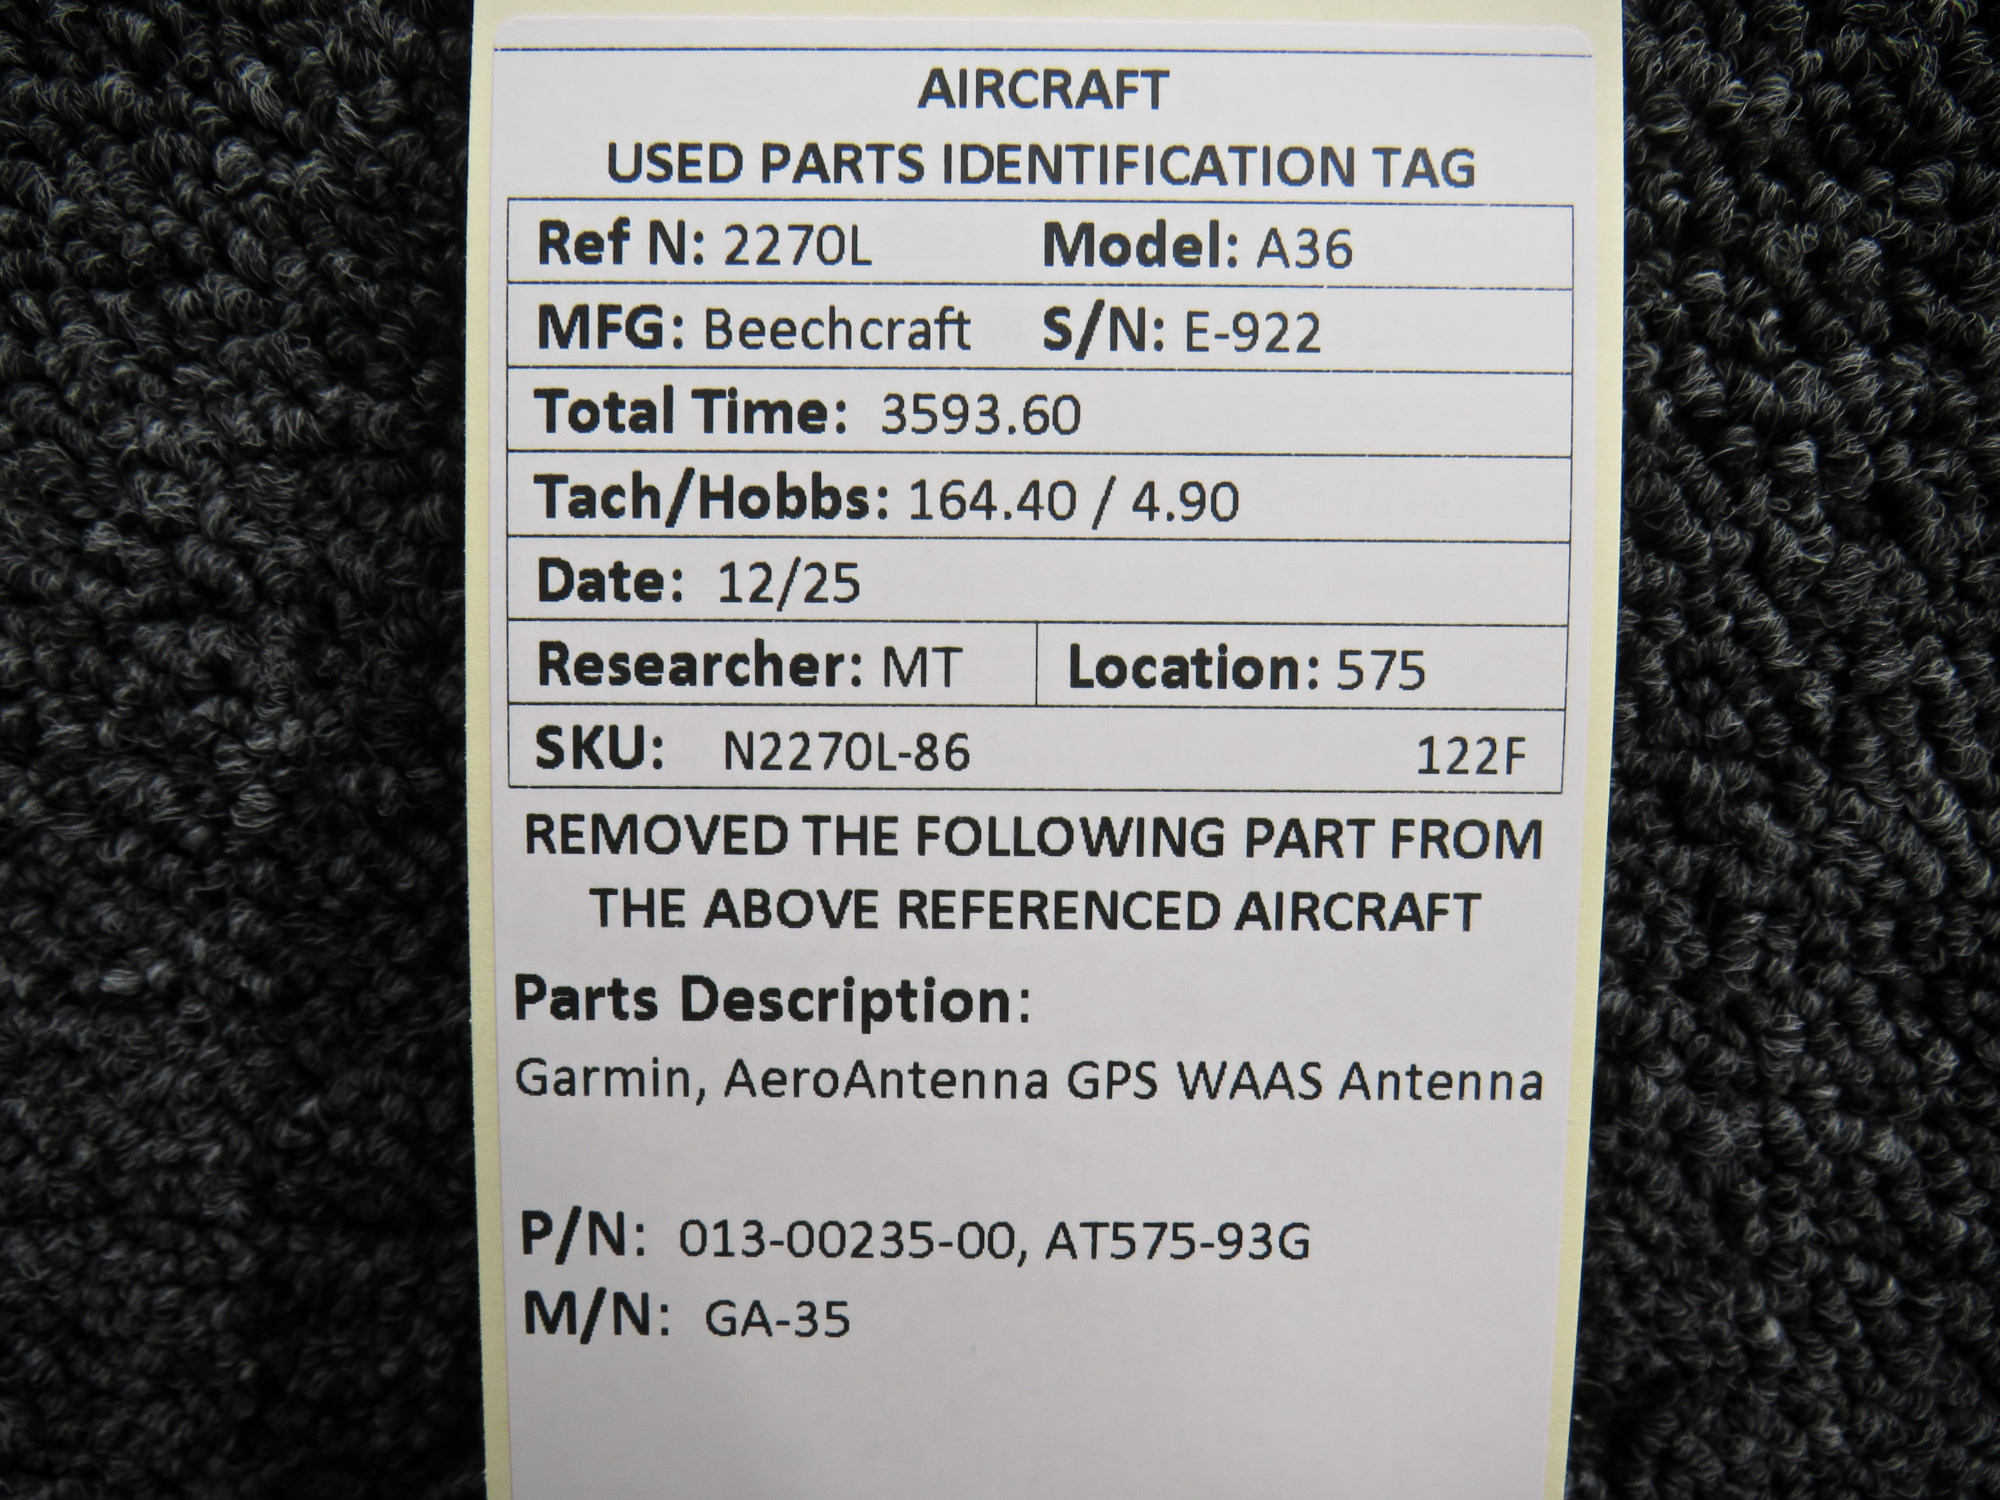 AIRCRAFT
USED PARTS IDENTIFICATION TAG
Ref N: 2270L Model: A36
MFG: Beechcraft S/N: E-922
Total Time: 3593.60
Tach/Hobbs: 164.40 / 4.90
Date: 12/25
Researcher: MT Location: 575
SKU: N2270L-86 122F
REMOVED THE FOLLOWING PART FROM
THE ABOVE REFERENCED AIRCRAFT
Parts Description:
Garmin, AeroAntenna GPS WAAS Antenna
P/N: 013-00235-00, AT575-93G
M/N: GA-35